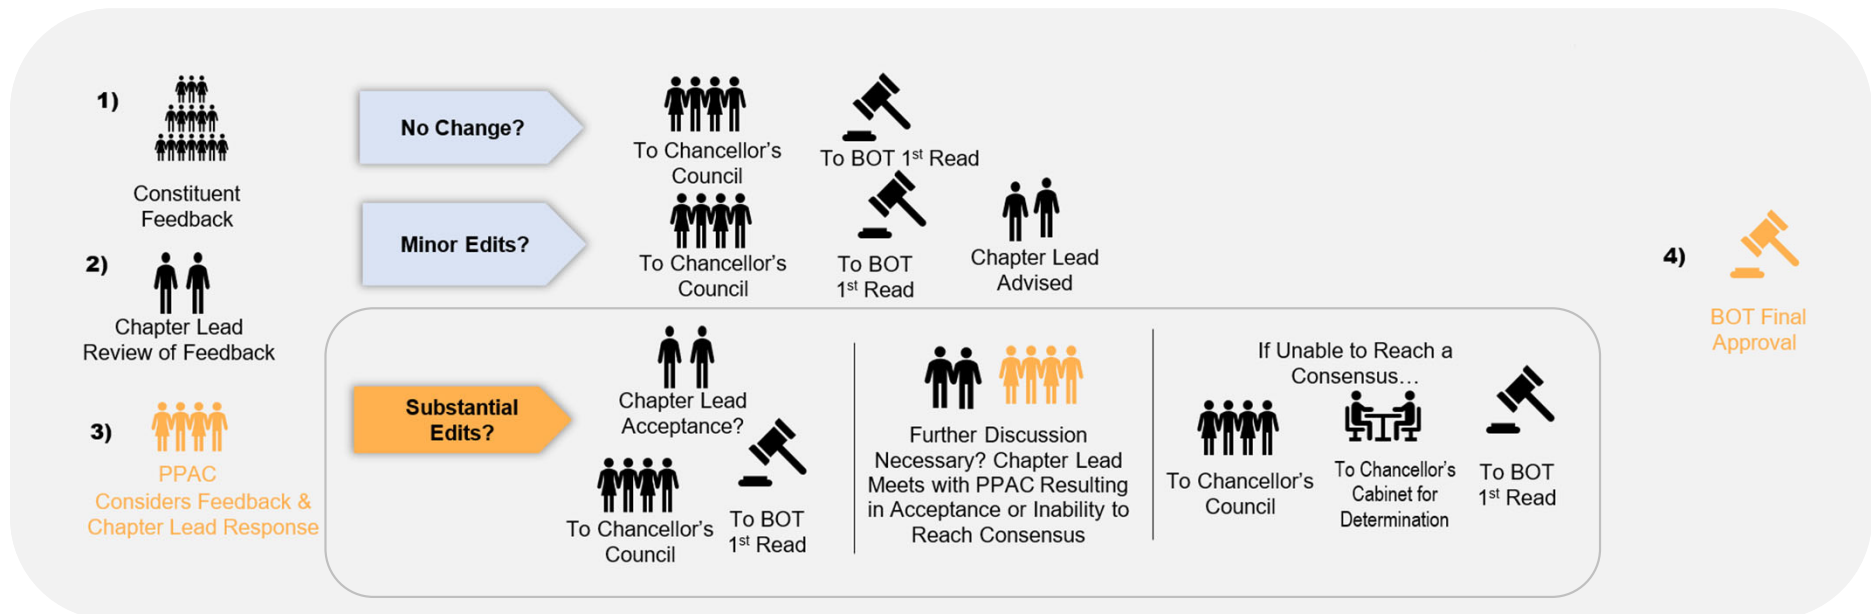 1)
Constituent
Feedback
2)
Chapter Lead
Review of Feedback
3)
PPAC
Considers Feedback &
Chapter Lead Response
No Change?
To Chancellor's
Council
To BOT 1st Read
Minor Edits?
To Chancellor's
Council
To BOT
1st Read
Chapter Lead
Advised
Substantial
Edits?
Chapter Lead
Acceptance?
To Chancellor's
Council
To BOT
1st Read
Further Discussion
Necessary? Chapter Lead
Meets with PPAC Resulting
in Acceptance or Inability to
Reach Consensus
If Unable to Reach a
Consensus…
To Chancellor's
Council
To Chancellor's
Cabinet for
Determination
To BOT
1st Read
4)
BOT Final
Approval